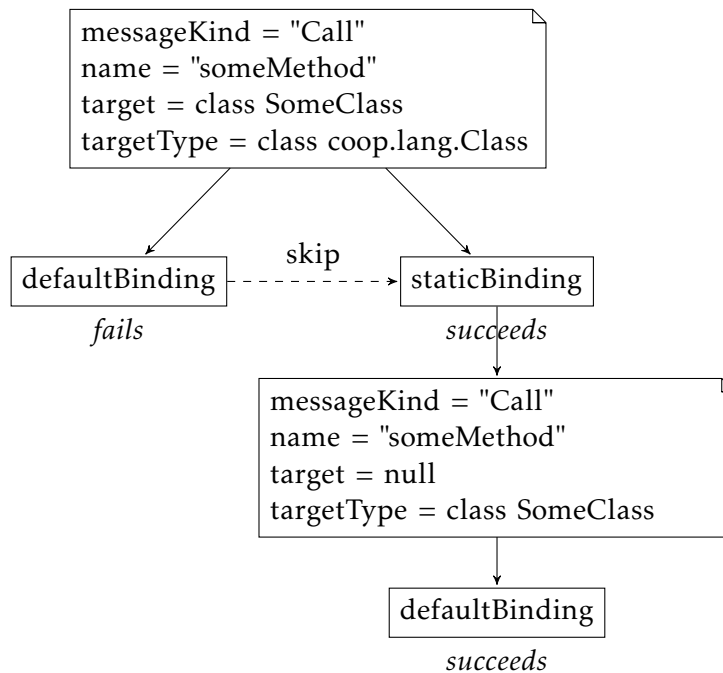 messageKind = "Call"
name = "someMethod"
target = class SomeClass
targetType = class coop.lang.Class
skip
defaultBinding
staticBinding
fails
succeeds
messageKind = "Call"
name = "someMethod"
target = null
targetType = class SomeClass
defaultBinding
succeeds